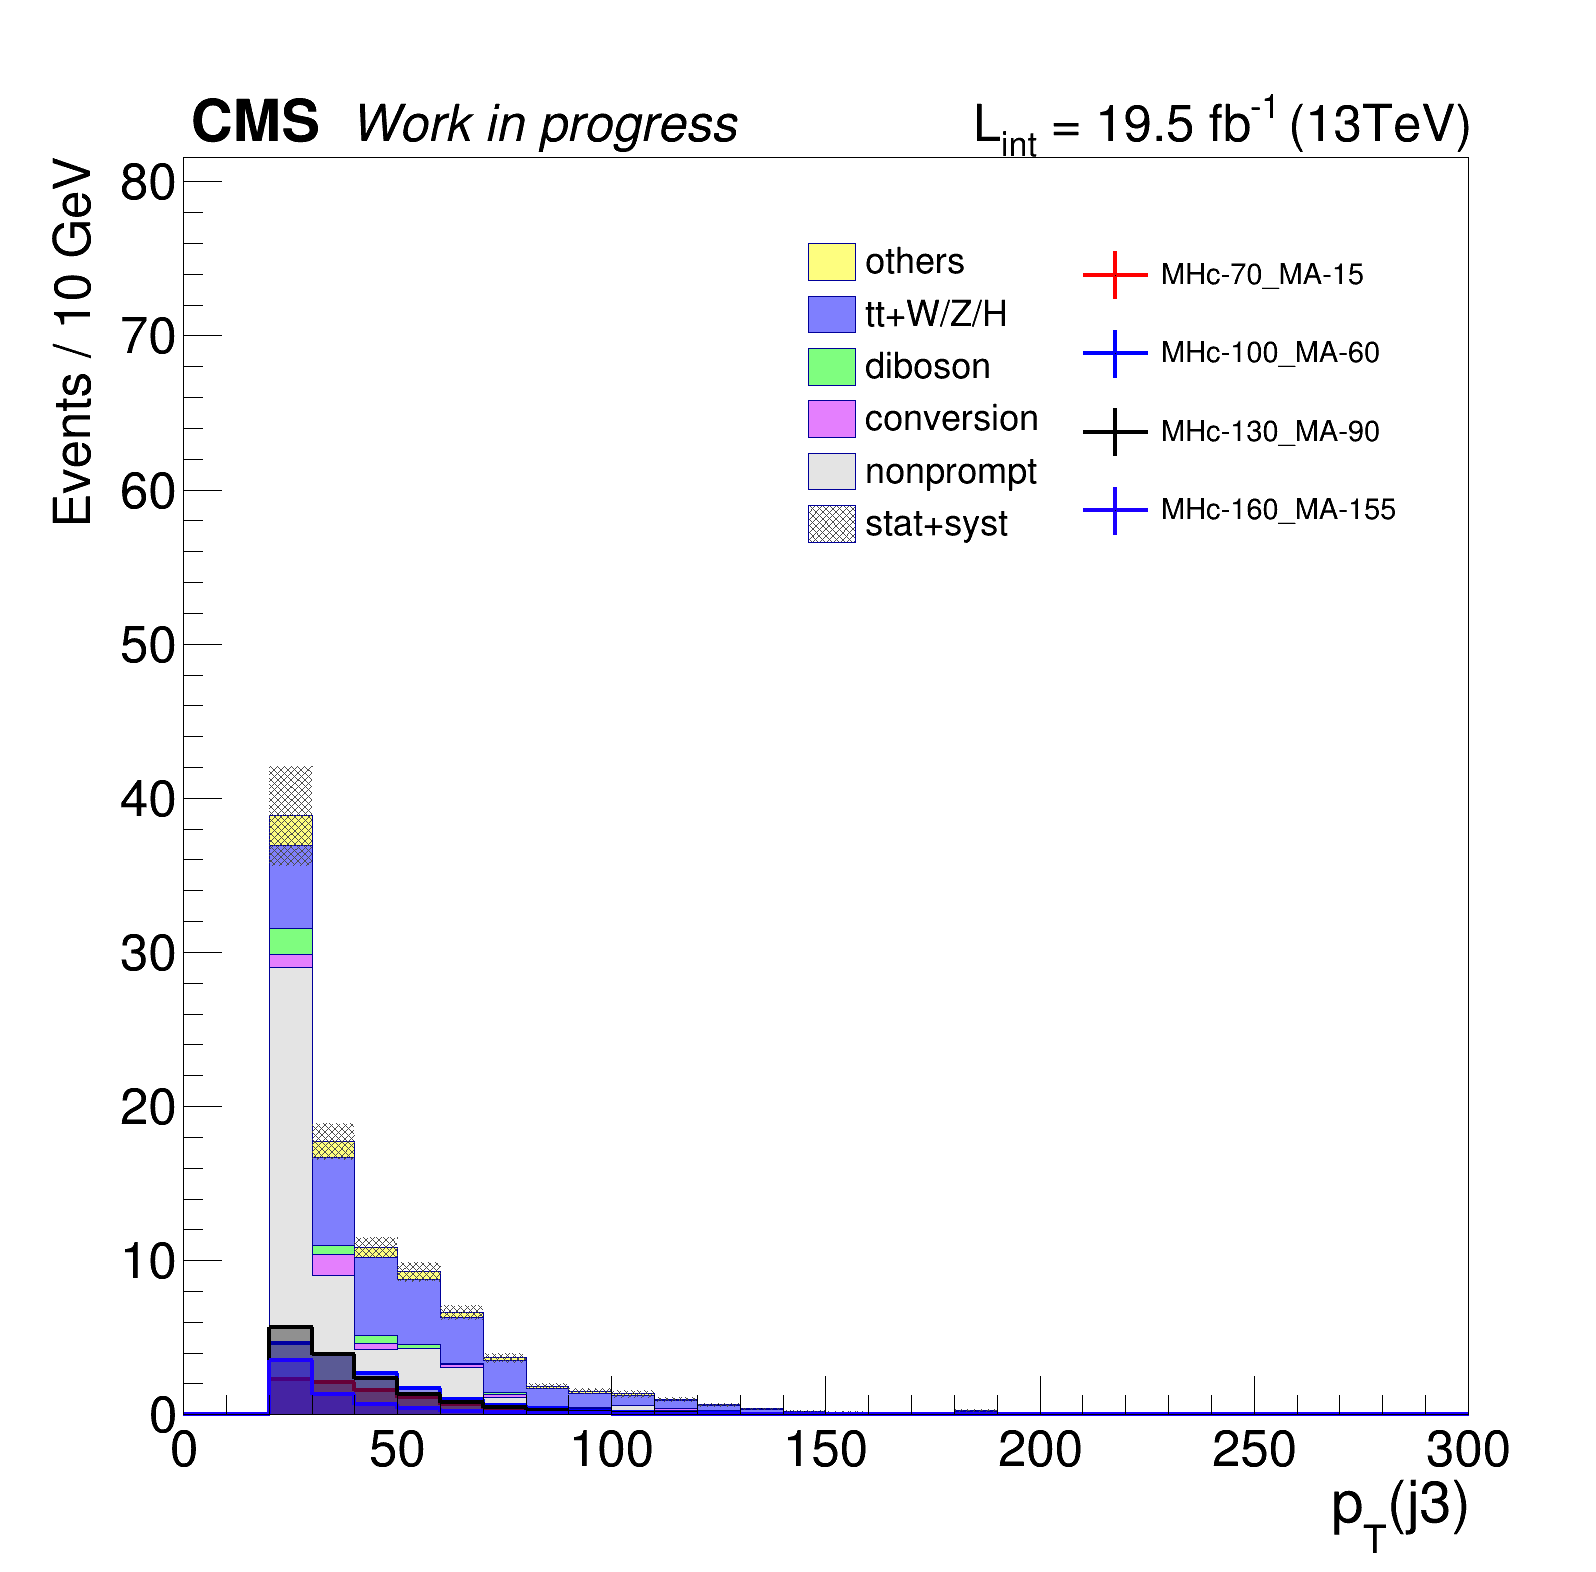 CMS Work in progress
L_int = 19.5 fb^-1 (13TeV)
Events / 10 GeV
80
70
60
50
40
30
20
10
0
others
tt+W/Z/H
diboson
conversion
nonprompt
stat+syst
MHc-70_MA-15
MHc-100_MA-60
MHc-130_MA-90
MHc-160_MA-155
0 50 100 150 200 250 300
p_T(j3)